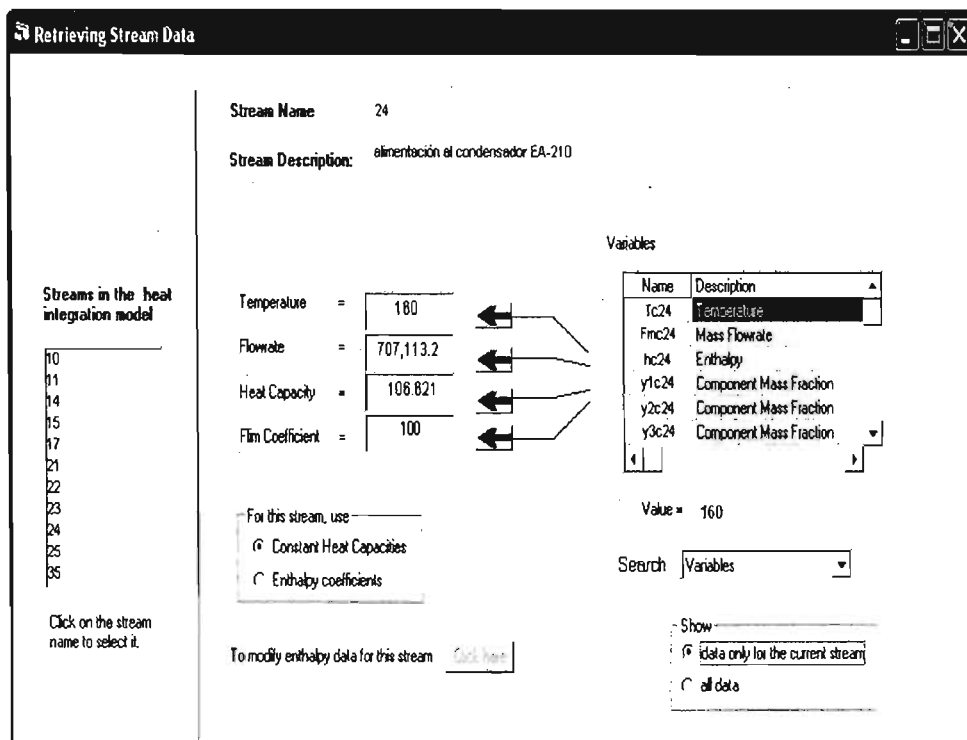 Retrieving Stream Data
Stream Name 24
Stream Description: alimentación al condensador EA-210
Streams in the heat
integration model
10
11
14
15
17
21
22
23
24
25
35
Click on the stream
name to select it.
Temperature = 160
Flowrate = 707,113.2
Heat Capacity = 106.821
Flim Coefficient = 100
For this stream, use
Constant Heat Capacities
Enthalpy coefficients
To modify enthalpy data for this stream Click here
Variables
Name Description
Tc24 Temperature
Fmc24 Mass Flowrate
hc24 Enthalpy
y1c24 Component Mass Fraction
y2c24 Component Mass Fraction
y3c24 Component Mass Fraction
Value = 160
Search Variables
Show
data only for the current stream
all data